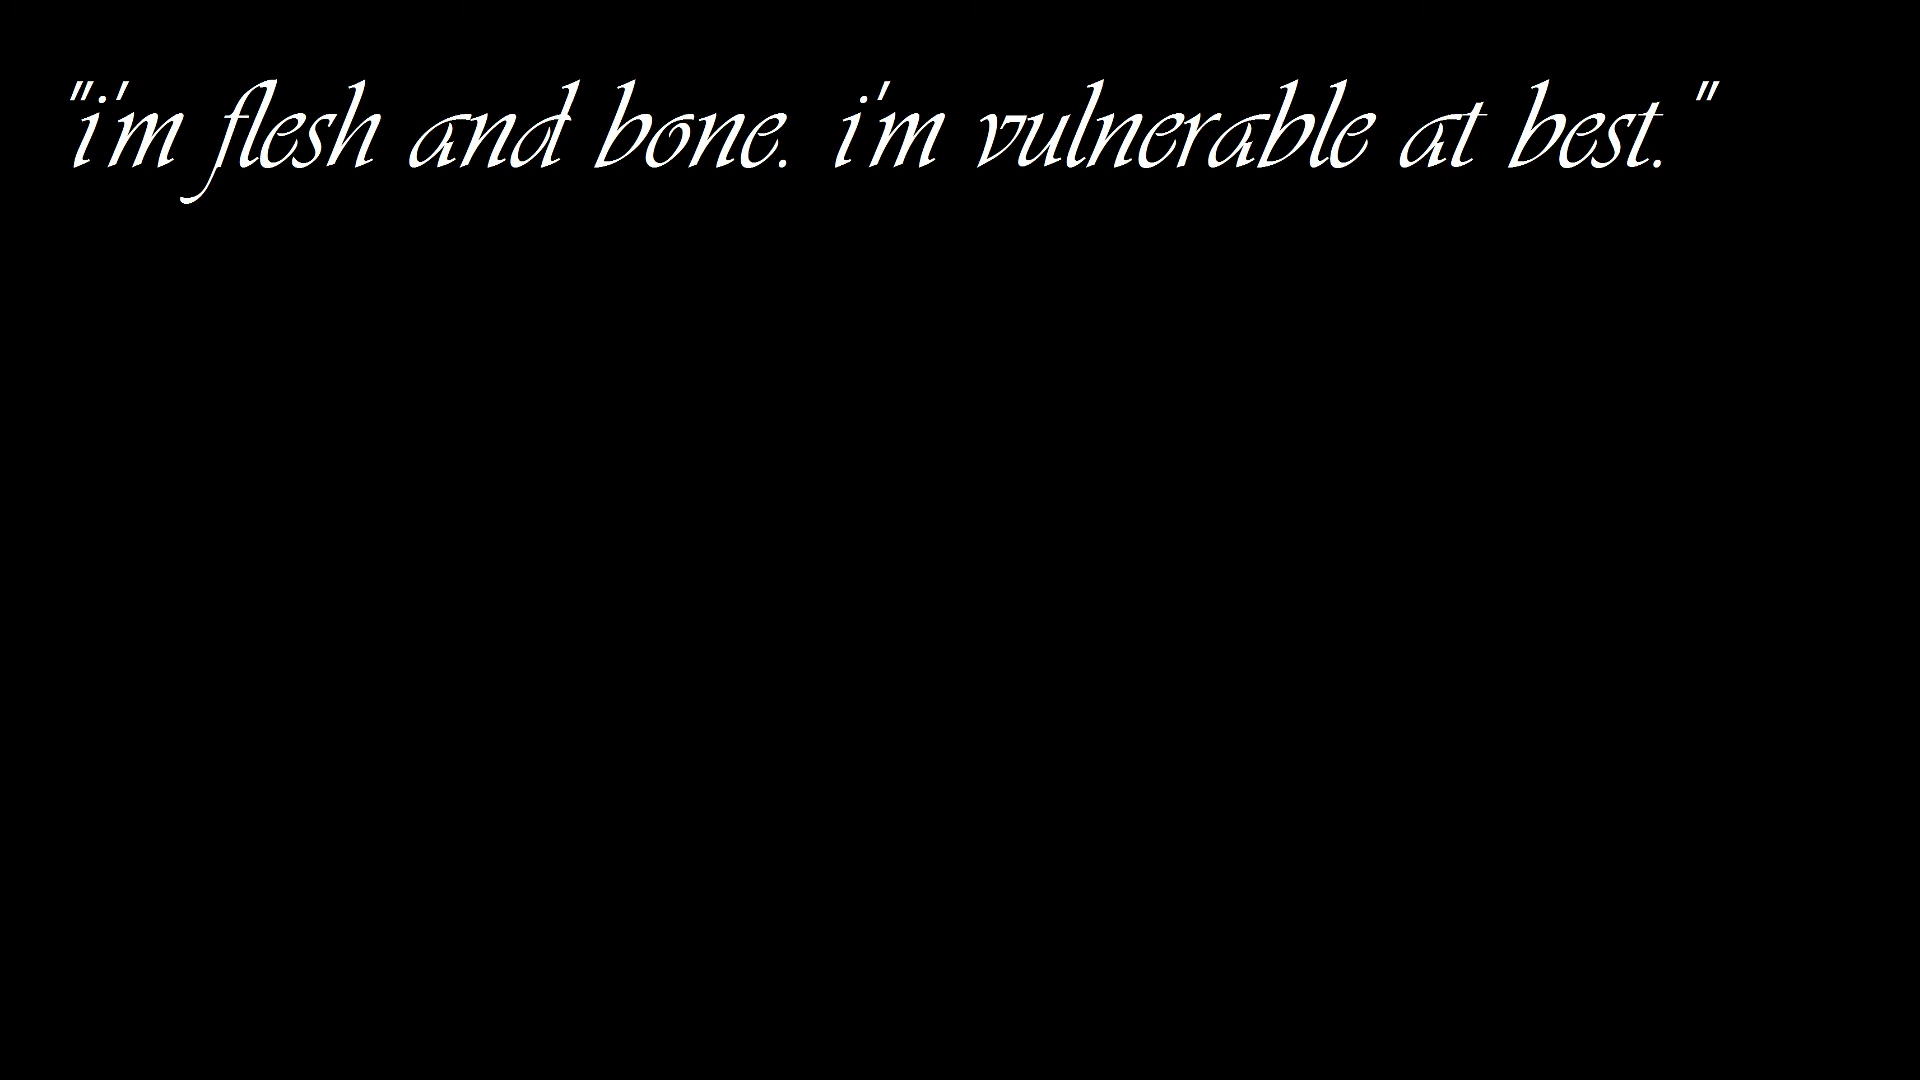 "i'm flesh and bone. i'm vulnerable at best. "